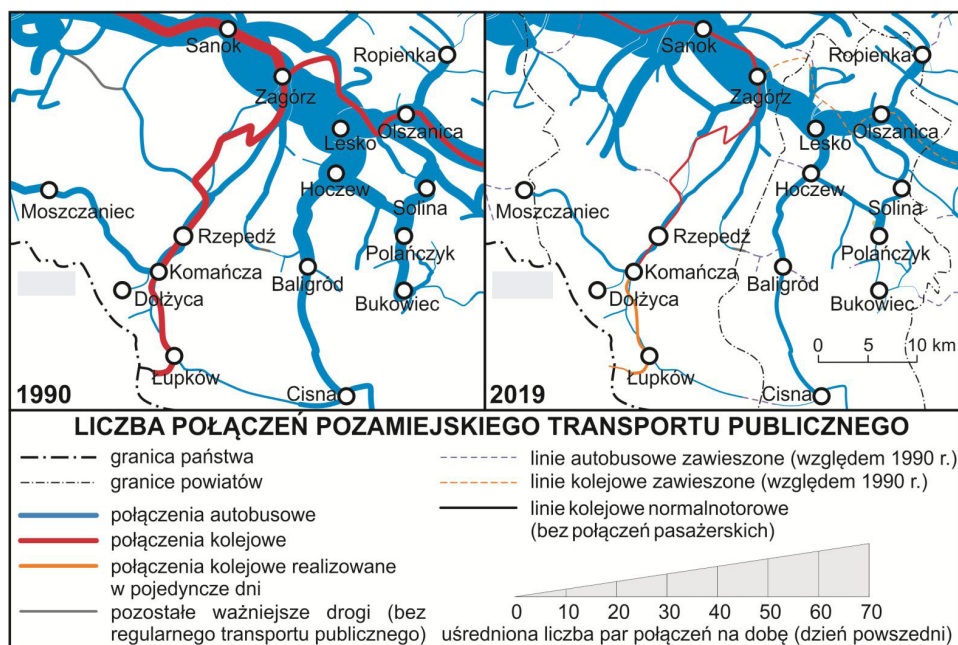 Sanok
Ropienka
Zagórz
Olszanica
Lesko
Hoczew
Moszczaniec
Solina
Rzepedź
Polańczyk
Komańcza
Baligród
Dołżyca
Bukowiec
Łupków
1990
Cisna
Sanok
Ropienka
Zagórz
Olszanica
Lesko
Hoczew
Moszczaniec
Solina
Rzepedź
Polańczyk
Komańcza
Baligród
Dołżyca
Bukowiec
0 5 10 km
Łupków
2019
Cisna
LICZBA POŁĄCZEŃ POZAMIEJSKIEGO TRANSPORTU PUBLICZNEGO
granica państwa
granice powiatów
połączenia autobusowe
połączenia kolejowe
połączenia kolejowe realizowane
w pojedyncze dni
pozostałe ważniejsze drogi (bez
regularnego transportu publicznego)
linie autobusowe zawieszone (względem 1990 r.)
linie kolejowe zawieszone (względem 1990 r.)
linie kolejowe normalnotorowe
(bez połączeń pasażerskich)
0 10 20 30 40 50 60 70
uśredniona liczba par połączeń na dobę (dzień powszedni)